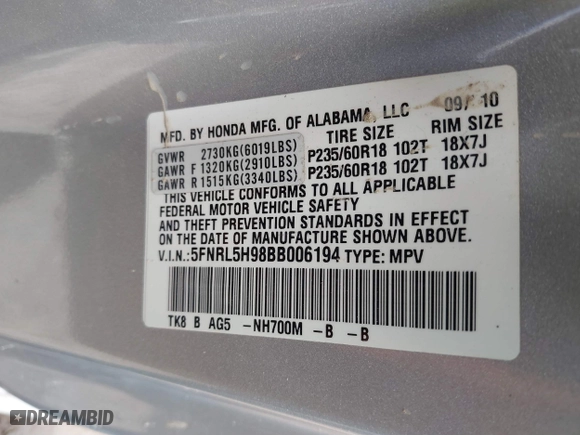 MFD. BY HONDA MFG. OF ALABAMA, LLC 09/10
TIRE SIZE RIM SIZE
GVWR 2730KG(6019LBS)
GAWR F 1320KG(2910LBS) P235/60R18 102T 18X7J
GAWR R 1515KG(3340LBS) P235/60R18 102T 18X7J
THIS VEHICLE CONFORMS TO ALL APPLICABLE
FEDERAL MOTOR VEHICLE SAFETY
AND THEFT PREVENTION STANDARDS IN EFFECT
ON THE DATE OF MANUFACTURE SHOWN ABOVE.
V.I.N.: 5FNRL5H98BB006194 TYPE: MPV
TK8 B AG5 -NH700M -B -B
DREAMBID